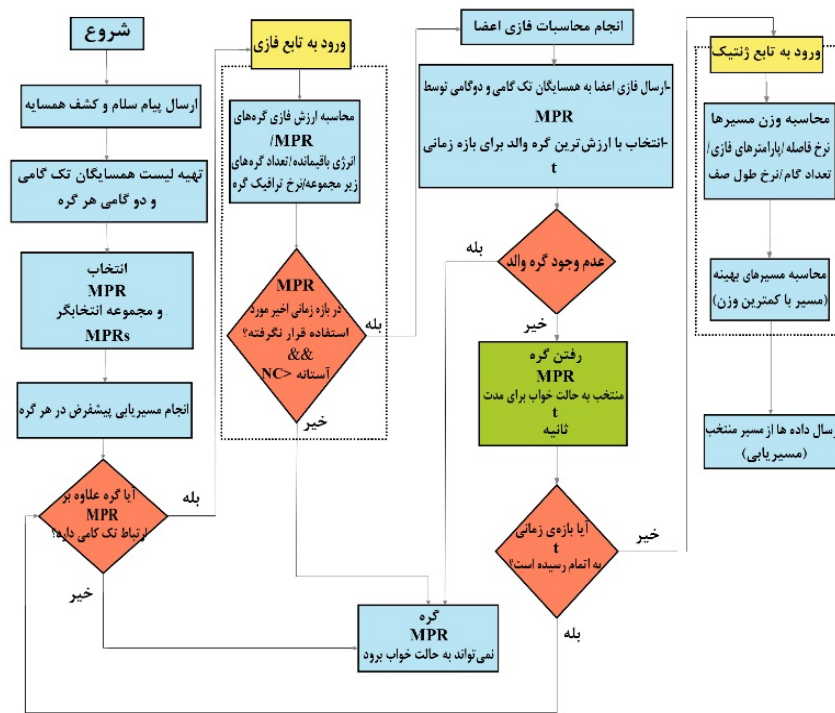 شروع
ارسال پیام سلام و کشف همسایه
تهیه لیست همسایگان تک گامی
و دو گامی هر گره
انتخاب
MPR
و مجموعه انتخابگر
MPRs
انجام مسیریابی پیشفرض در هر گره
آیا گره علاوه بر
MPR
ارتباط تک کامی دارد؟
بله
خیر
ورود به تابع فازی
محاسبه ارزش فازی گره‌های
/MPR
انرژی باقیمانده/تعداد گره‌های
زیر مجموعه/نرخ ترافیک گره
MPR
در بازه زمانی اخیر مورد
استفاده قرار نگرفته؟
&&
آستانه <NC
بله
خیر
انجام محاسبات فازی اعضا
-ارسال فازی اعضا به همسایگان تک گامی و دوگامی توسط
MPR
-انتخاب با ارزش‌ترین گره والد برای بازه زمانی
t
عدم وجود گره والد
بله
خیر
رفتن گره
MPR
منتخب به حالت خواب برای مدت
t
ثانیه
آیا بازه‌ی زمانی
t
به اتمام رسیده است؟
خیر
بله
گره
MPR
نمی‌تواند به حالت خواب برود
ورود به تابع ژنتیک
محاسبه وزن مسیرها
نرخ فاصله/پارامترهای فازی/
تعداد گام/نرخ طول صف
محاسبه مسیرهای بهینه
(مسیر با کمترین وزن)
رسال داده ها از مسیر منتخب
(مسیریابی)